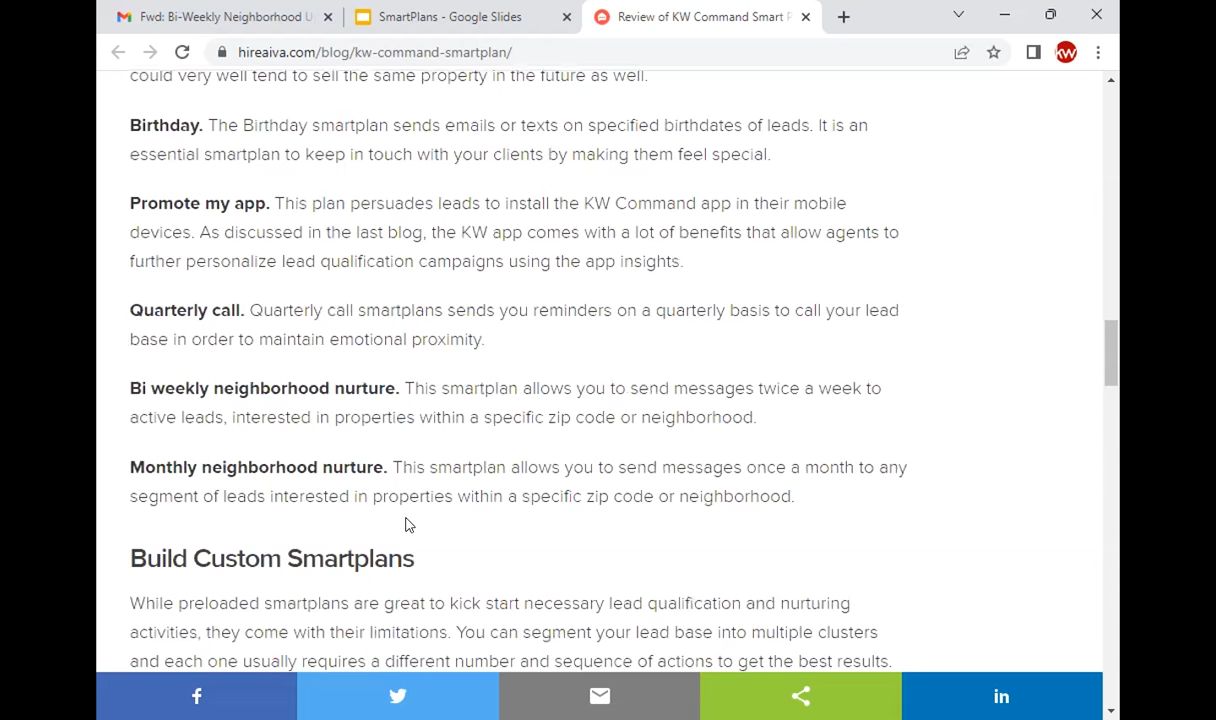 Fwd: Bi-Weekly Neighborhood U
SmartPlans - Google Slides
Review of KW Command Smart P
hireaiva.com/blog/kw-command-smartplan/
kw
could very well tend to sell the same property in the future as well.
Birthday. The Birthday smartplan sends emails or texts on specified birthdates of leads. It is an
essential smartplan to keep in touch with your clients by making them feel special.
Promote my app. This plan persuades leads to install the KW Command app in their mobile
devices. As discussed in the last blog, the KW app comes with a lot of benefits that allow agents to
further personalize lead qualification campaigns using the app insights.
Quarterly call. Quarterly call smartplans sends you reminders on a quarterly basis to call your lead
base in order to maintain emotional proximity.
Bi weekly neighborhood nurture. This smartplan allows you to send messages twice a week to
active leads, interested in properties within a specific zip code or neighborhood.
Monthly neighborhood nurture. This smartplan allows you to send messages once a month to any
segment of leads interested in properties within a specific zip code or neighborhood.
Build Custom Smartplans
While preloaded smartplans are great to kick start necessary lead qualification and nurturing
activities, they come with their limitations. You can segment your lead base into multiple clusters
and each one usually requires a different number and sequence of actions to get the best results.
f
in